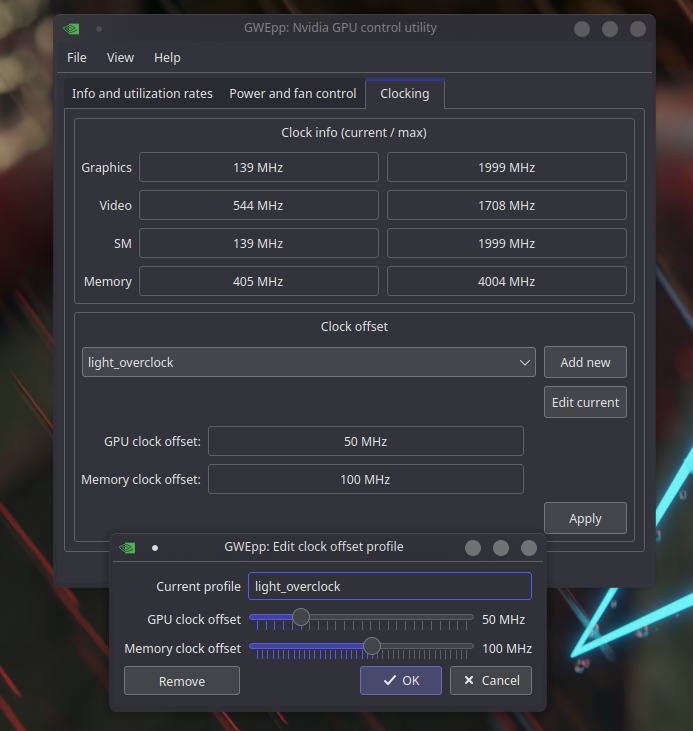 GWEpp: Nvidia GPU control utility
File View Help
Info and utilization rates Power and fan control Clocking
Clock info (current / max)
Graphics 139 MHz 1999 MHz
Video 544 MHz 1708 MHz
SM 139 MHz 1999 MHz
Memory 405 MHz 4004 MHz
Clock offset
light_overclock Add new
Edit current
GPU clock offset: 50 MHz
Memory clock offset: 100 MHz
Apply
GWEpp: Edit clock offset profile
Current profile light_overclock
GPU clock offset 50 MHz
Memory clock offset 100 MHz
Remove OK Cancel